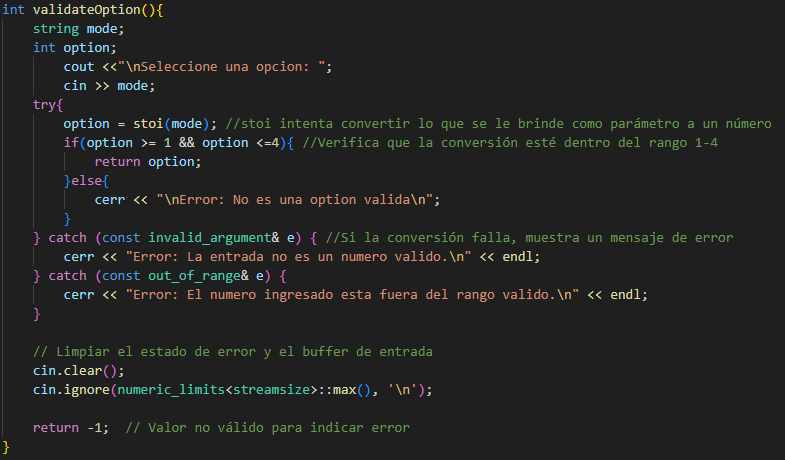 int validateOption(){
    string mode;
    int option;
        cout <<"\nSeleccione una opcion: ";
        cin >> mode;
    try{
        option = stoi(mode); //stoi intenta convertir lo que se le brinde como parámetro a un número
        if(option >= 1 && option <=4){ //Verifica que la conversión esté dentro del rango 1-4
            return option;
        }else{
            cerr << "\nError: No es una option valida\n";
        }
    } catch (const invalid_argument& e) { //Si la conversión falla, muestra un mensaje de error
        cerr << "Error: La entrada no es un numero valido.\n" << endl;
    } catch (const out_of_range& e) {
        cerr << "Error: El numero ingresado esta fuera del rango valido.\n" << endl;
    }

    // Limpiar el estado de error y el buffer de entrada
    cin.clear();
    cin.ignore(numeric_limits<streamsize>::max(), '\n');

    return -1;  // Valor no válido para indicar error
}